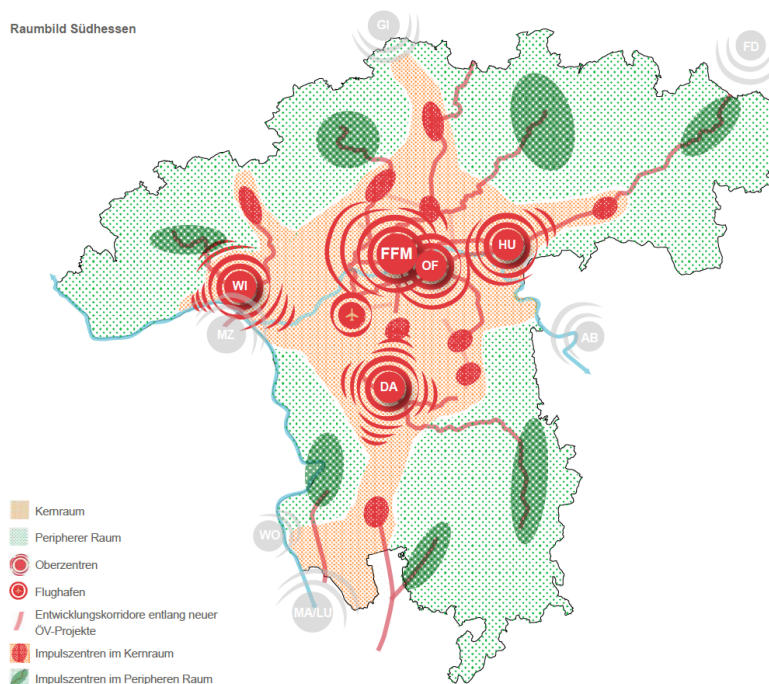 Raumbild Südhessen
GI
FD
FFM
OF
HU
WI
MZ
AB
DA
WO
MA/LU
Kernraum
Peripherer Raum
Oberzentren
Flughafen
Entwicklungskorridore entlang neuer
ÖV-Projekte
Impulszentren im Kernraum
Impulszentren im Peripheren Raum